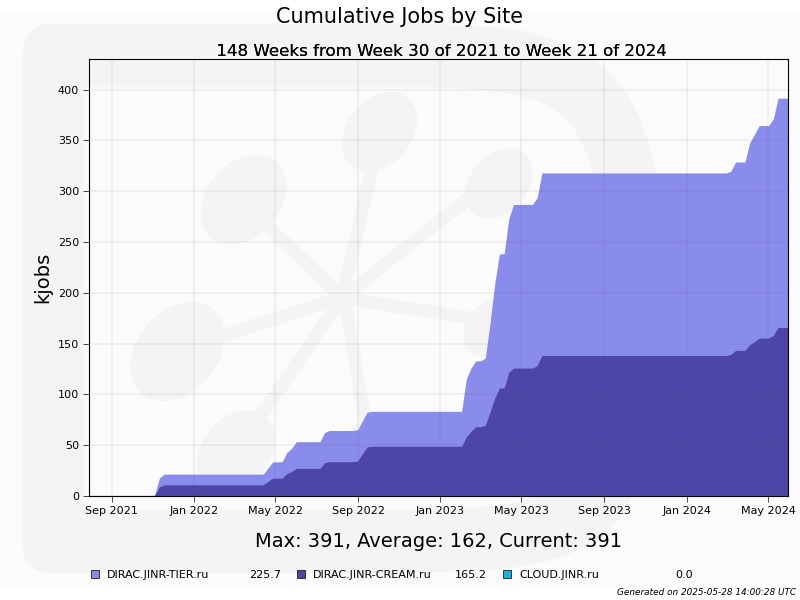 Cumulative Jobs by Site
148 Weeks from Week 30 of 2021 to Week 21 of 2024
kjobs
400
350
300
250
200
150
100
50
0
Sep 2021 Jan 2022 May 2022 Sep 2022 Jan 2023 May 2023 Sep 2023 Jan 2024 May 2024
Max: 391, Average: 162, Current: 391
DIRAC.JINR-TIER.ru 225.7 DIRAC.JINR-CREAM.ru 165.2 CLOUD.JINR.ru 0.0
Generated on 2025-05-28 14:00:28 UTC